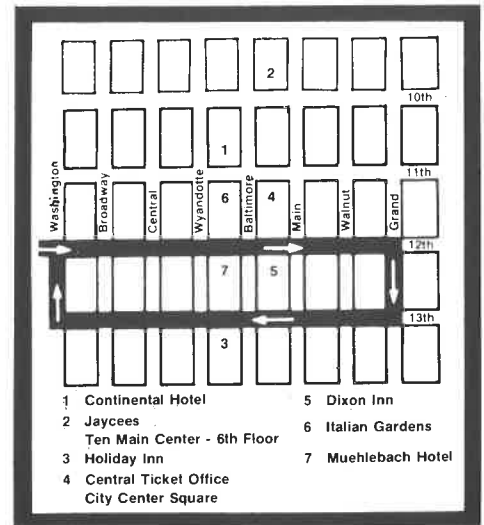 2
10th
1
11th
Washington
Broadway
Central
Wyandotte
Baltimore
Main
Walnut
Grand
6
4
12th
7
5
13th
3
1 Continental Hotel
2 Jaycees
Ten Main Center - 6th Floor
3 Holiday Inn
4 Central Ticket Office
City Center Square
5 Dixon Inn
6 Italian Gardens
7 Muehlebach Hotel